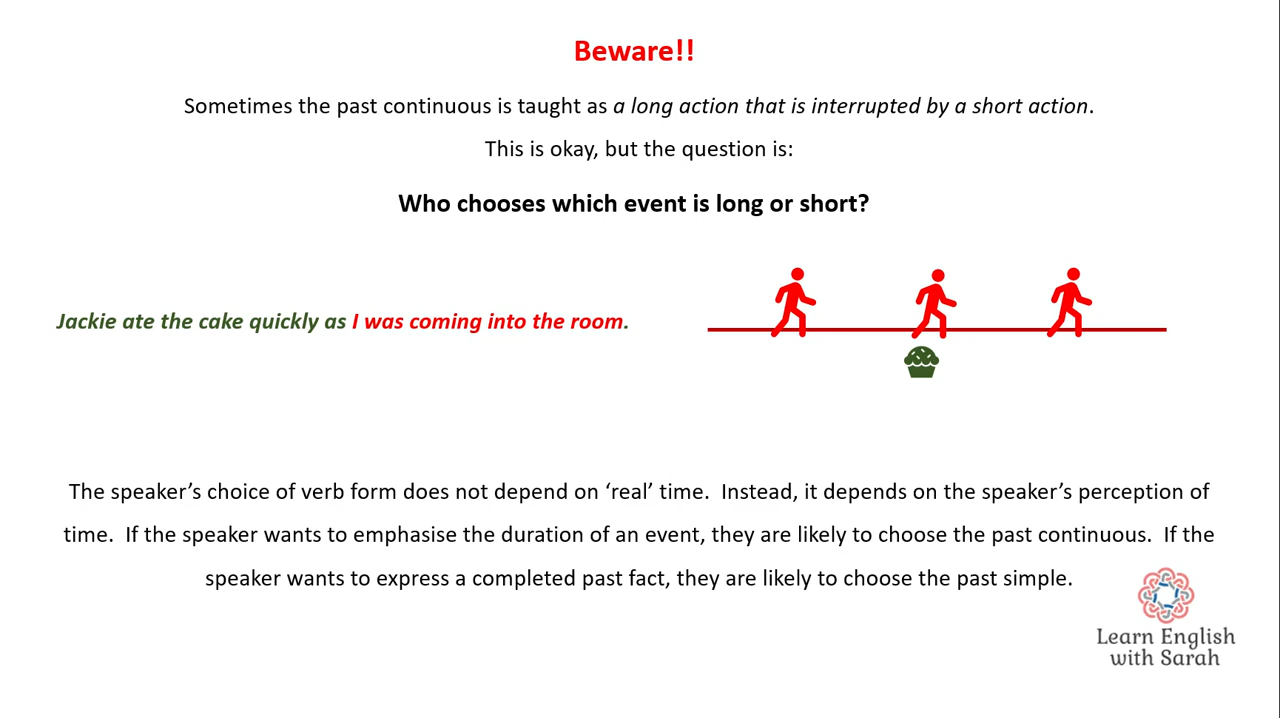 Beware!!
Sometimes the past continuous is taught as a long action that is interrupted by a short action.
This is okay, but the question is:
Who chooses which event is long or short?
Jackie ate the cake quickly as I was coming into the room.
The speaker’s choice of verb form does not depend on ‘real’ time.  Instead, it depends on the speaker’s perception of
time.  If the speaker wants to emphasise the duration of an event, they are likely to choose the past continuous.  If the
speaker wants to express a completed past fact, they are likely to choose the past simple.
Learn English
with Sarah